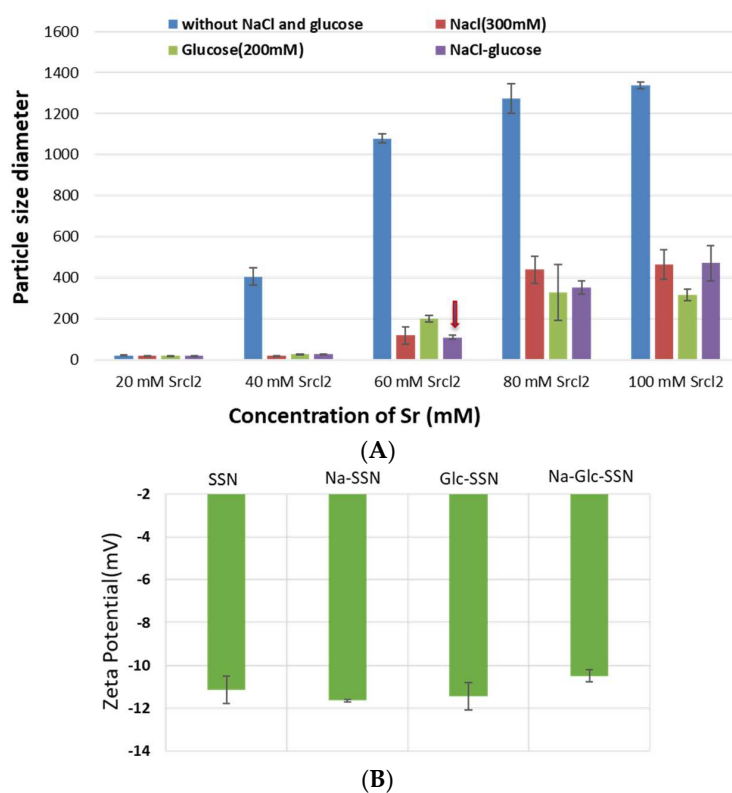 without NaCl and glucose Nacl(300mM)
Glucose(200mM) NaCl-glucose
1600
1400
1200
1000
800
600
400
200
0
Particle size diameter
20 mM Srcl2 40 mM Srcl2 60 mM Srcl2 80 mM Srcl2 100 mM Srcl2
Concentration of Sr (mM)
(A)
SSN Na-SSN Glc-SSN Na-Glc-SSN
-2
-4
-6
-8
-10
-12
-14
Zeta Potential(mV)
(B)